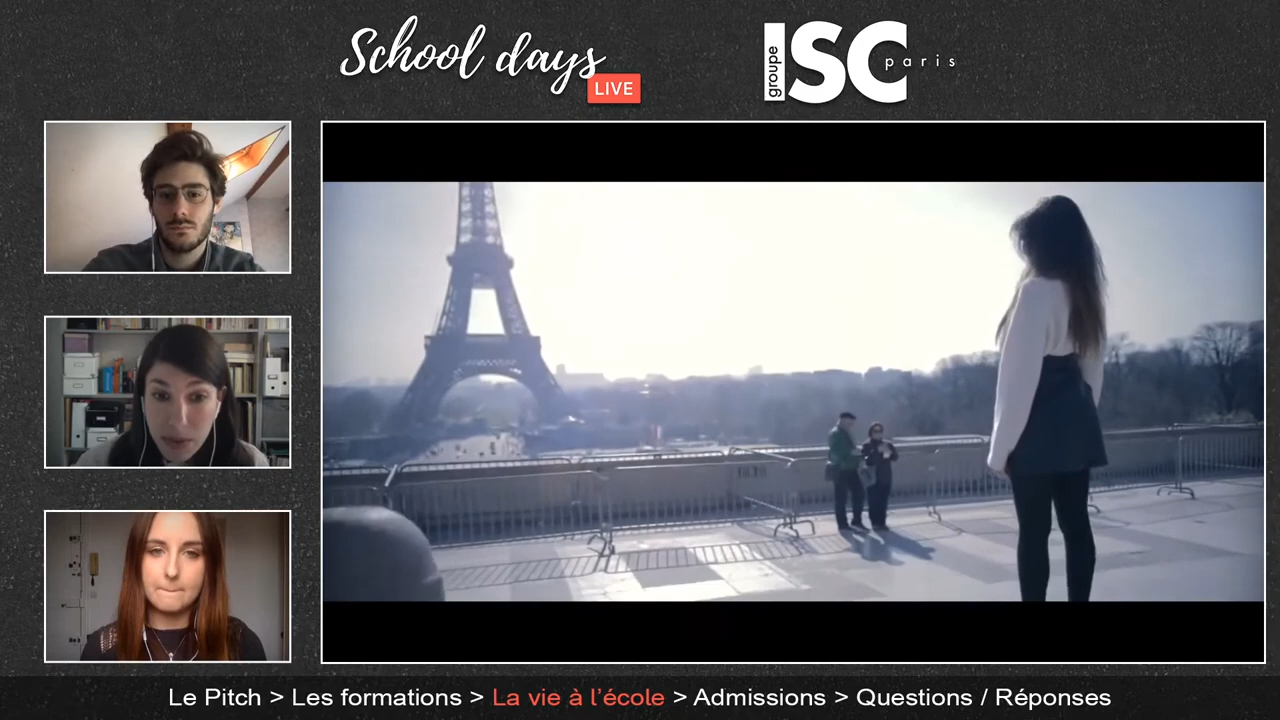 School days
LIVE
groupe ISC paris
Le Pitch > Les formations > La vie à l'école > Admissions > Questions / Réponses